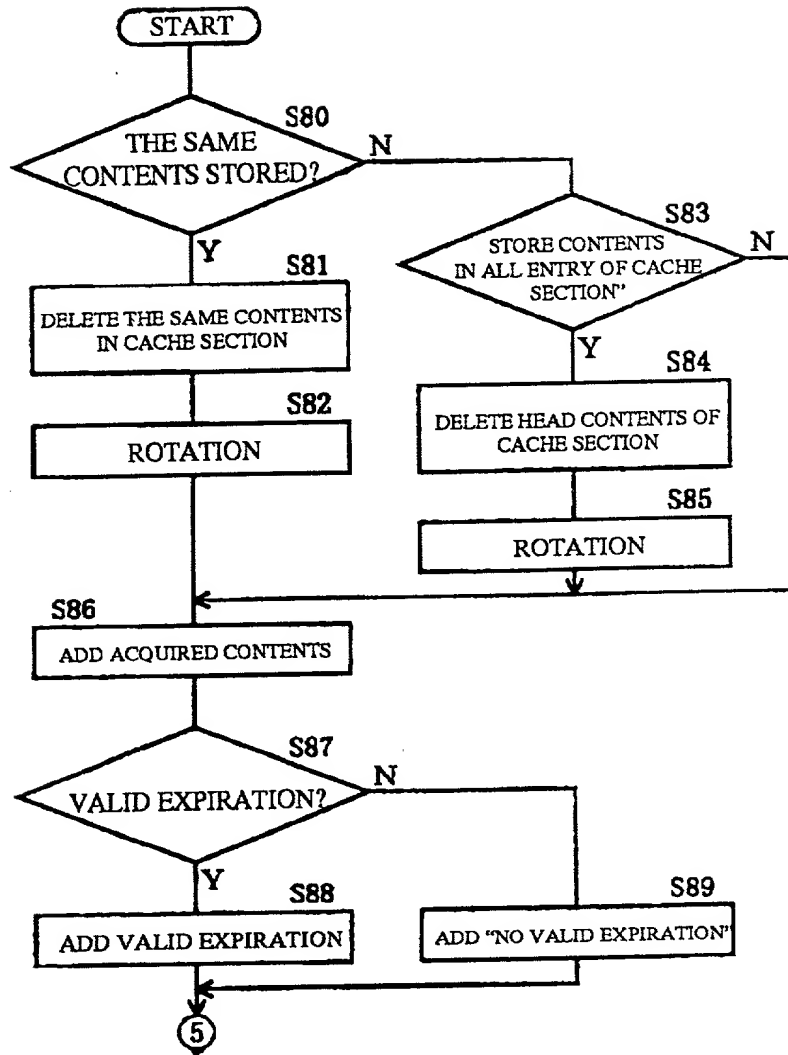 START
S80
THE SAME
CONTENTS STORED?
N
Y
S83
STORE CONTENTS
IN ALL ENTRY OF CACHE
SECTION”
N
Y
S81
DELETE THE SAME CONTENTS
IN CACHE SECTION
S82
ROTATION
S84
DELETE HEAD CONTENTS OF
CACHE SECTION
S85
ROTATION
S86
ADD ACQUIRED CONTENTS
S87
VALID EXPIRATION?
N
Y
S88
ADD VALID EXPIRATION
S89
ADD “NO VALID EXPIRATION”
5